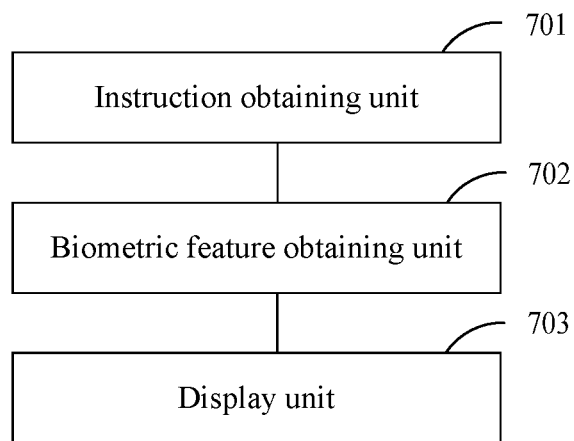 701
Instruction obtaining unit
702
Biometric feature obtaining unit
703
Display unit